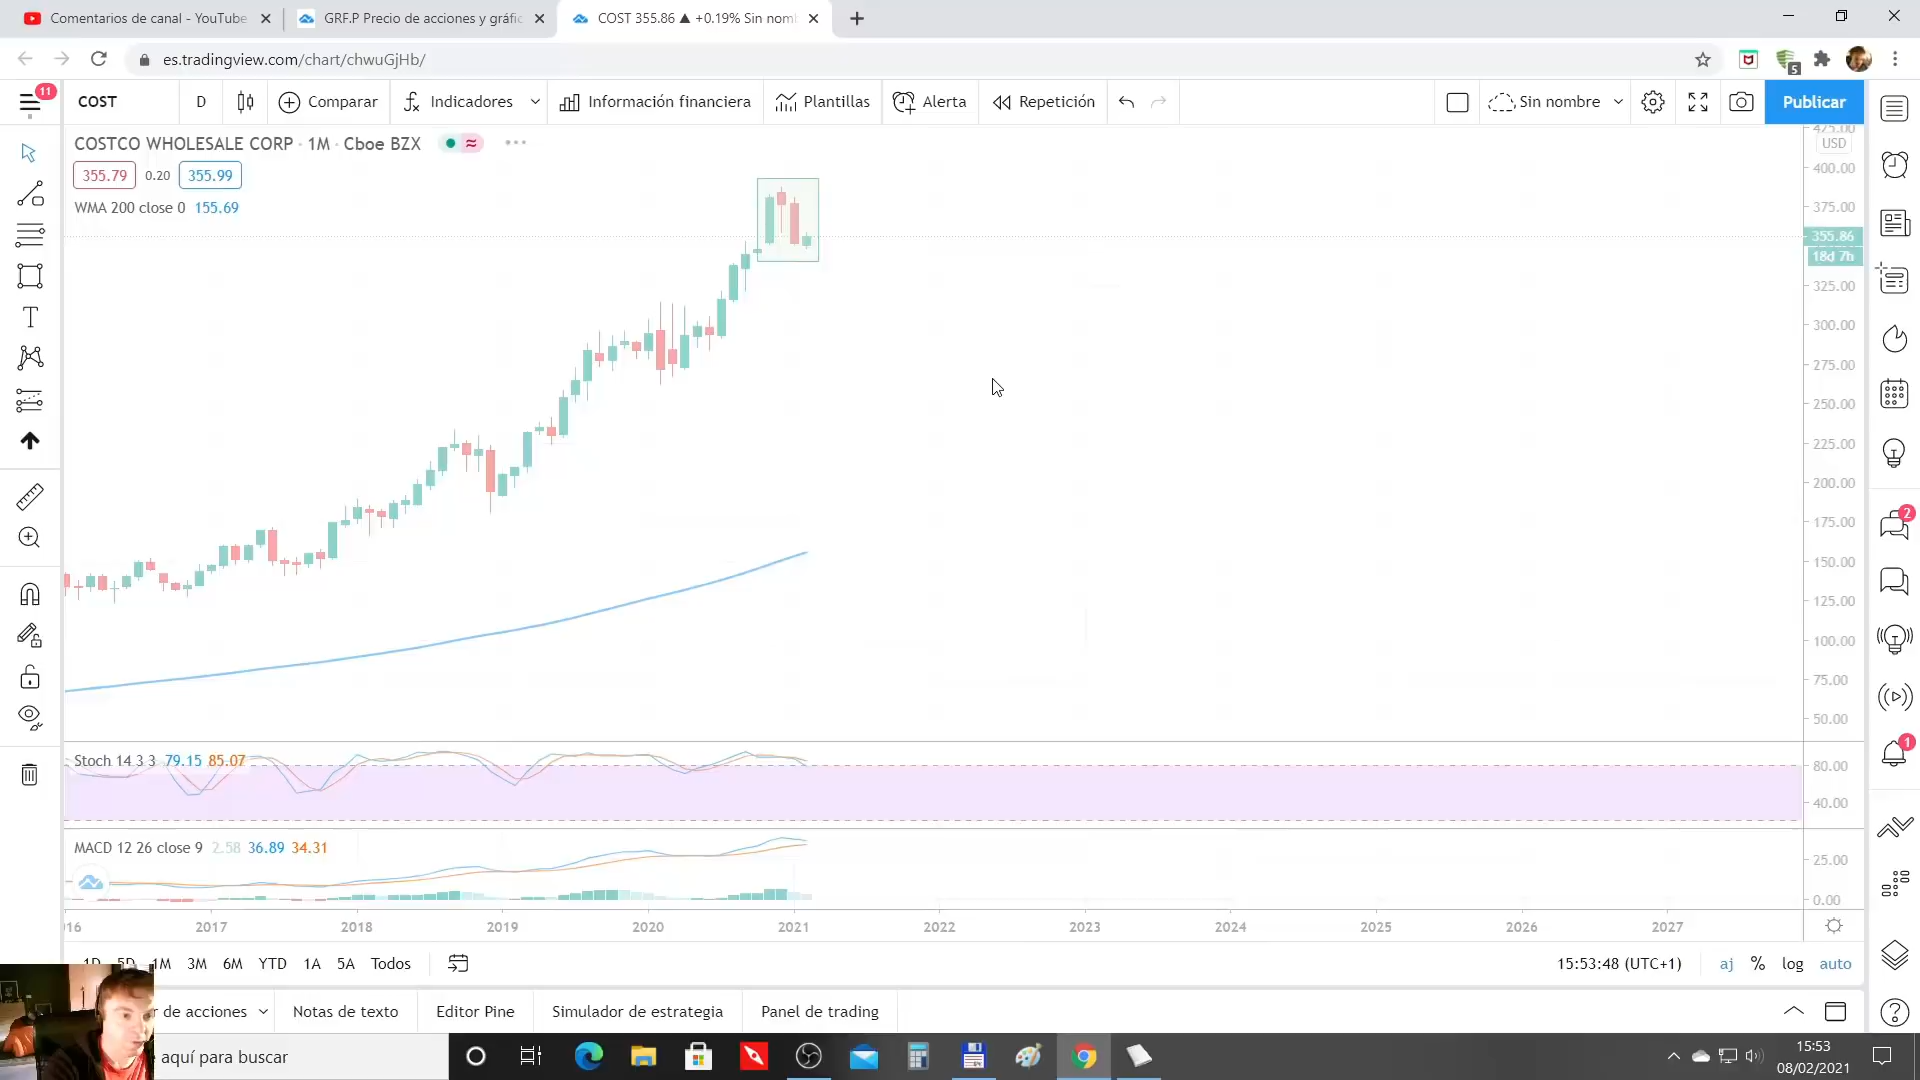 Comentarios de canal - YouTube
GRF.P Precio de acciones y gráfic
COST 355.86 ▲ +0.19% Sin nom
es.tradingview.com/chart/chwuGjHb/
5
11
COST
D
Comparar
Indicadores
Información financiera
Plantillas
Alerta
Repetición
Sin nombre
Publicar
COSTCO WHOLESALE CORP · 1M · Cboe BZX
355.79 0.20 355.99
WMA 200 close 0 155.69
425.00
USD
400.00
375.00
355.86
18d 7h
325.00
300.00
275.00
250.00
225.00
200.00
175.00
150.00
125.00
100.00
75.00
50.00
2
1
Stoch 14 3 3 79.15 85.07
80.00
40.00
MACD 12 26 close 9 2.58 36.89 34.31
25.00
0.00
2017 2018 2019 2020 2021 2022 2023 2024 2025 2026 2027
1D 5D 1M 3M 6M YTD 1A 5A Todos
15:53:48 (UTC+1) aj % log auto
de acciones
Notas de texto
Editor Pine
Simulador de estrategia
Panel de trading
aquí para buscar
15:53
08/02/2021